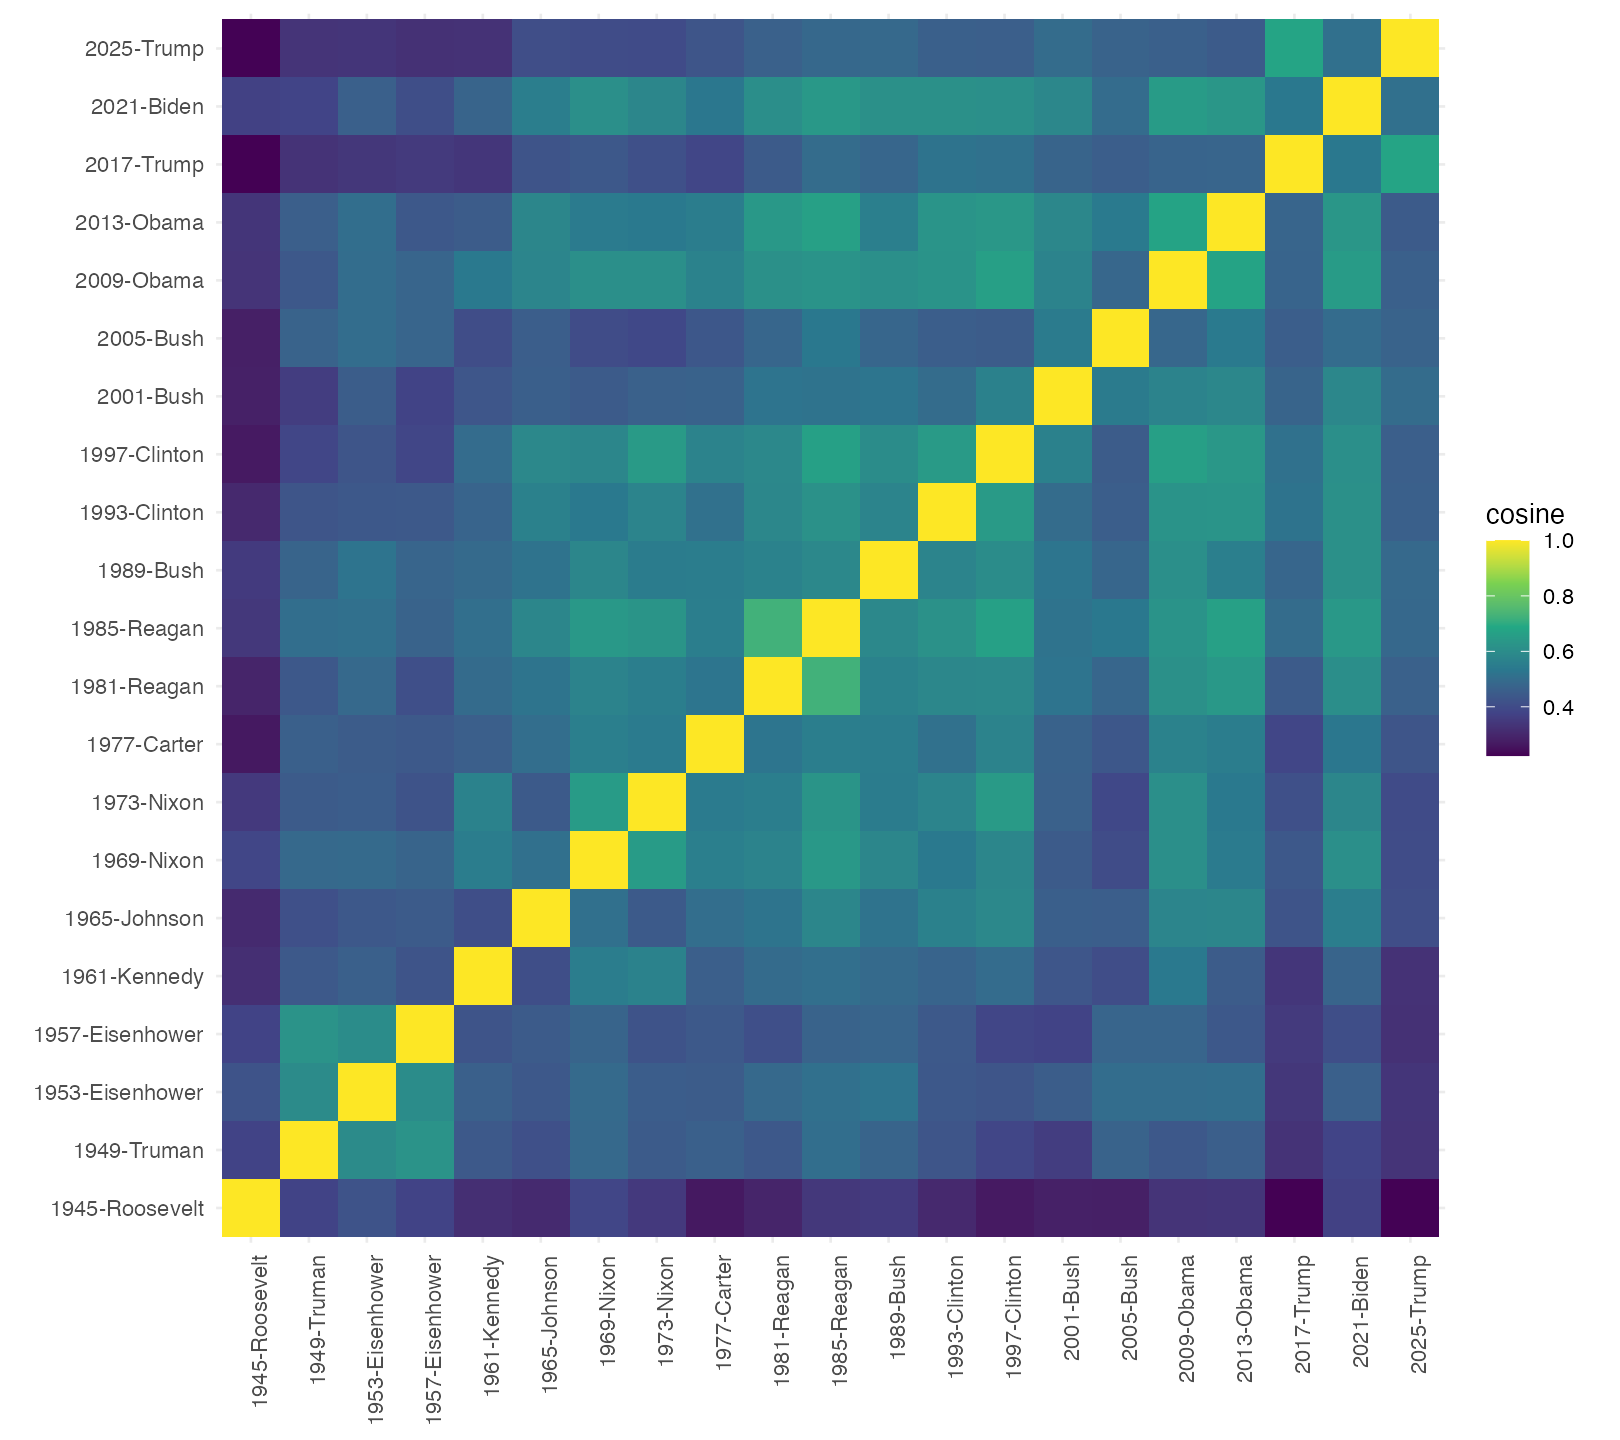 2025-Trump
2021-Biden
2017-Trump
2013-Obama
2009-Obama
2005-Bush
2001-Bush
1997-Clinton
1993-Clinton
1989-Bush
1985-Reagan
1981-Reagan
1977-Carter
1973-Nixon
1969-Nixon
1965-Johnson
1961-Kennedy
1957-Eisenhower
1953-Eisenhower
1949-Truman
1945-Roosevelt
1945-Roosevelt
1949-Truman
1953-Eisenhower
1957-Eisenhower
1961-Kennedy
1965-Johnson
1969-Nixon
1973-Nixon
1977-Carter
1981-Reagan
1985-Reagan
1989-Bush
1993-Clinton
1997-Clinton
2001-Bush
2005-Bush
2009-Obama
2013-Obama
2017-Trump
2021-Biden
2025-Trump
cosine
1.0
0.8
0.6
0.4